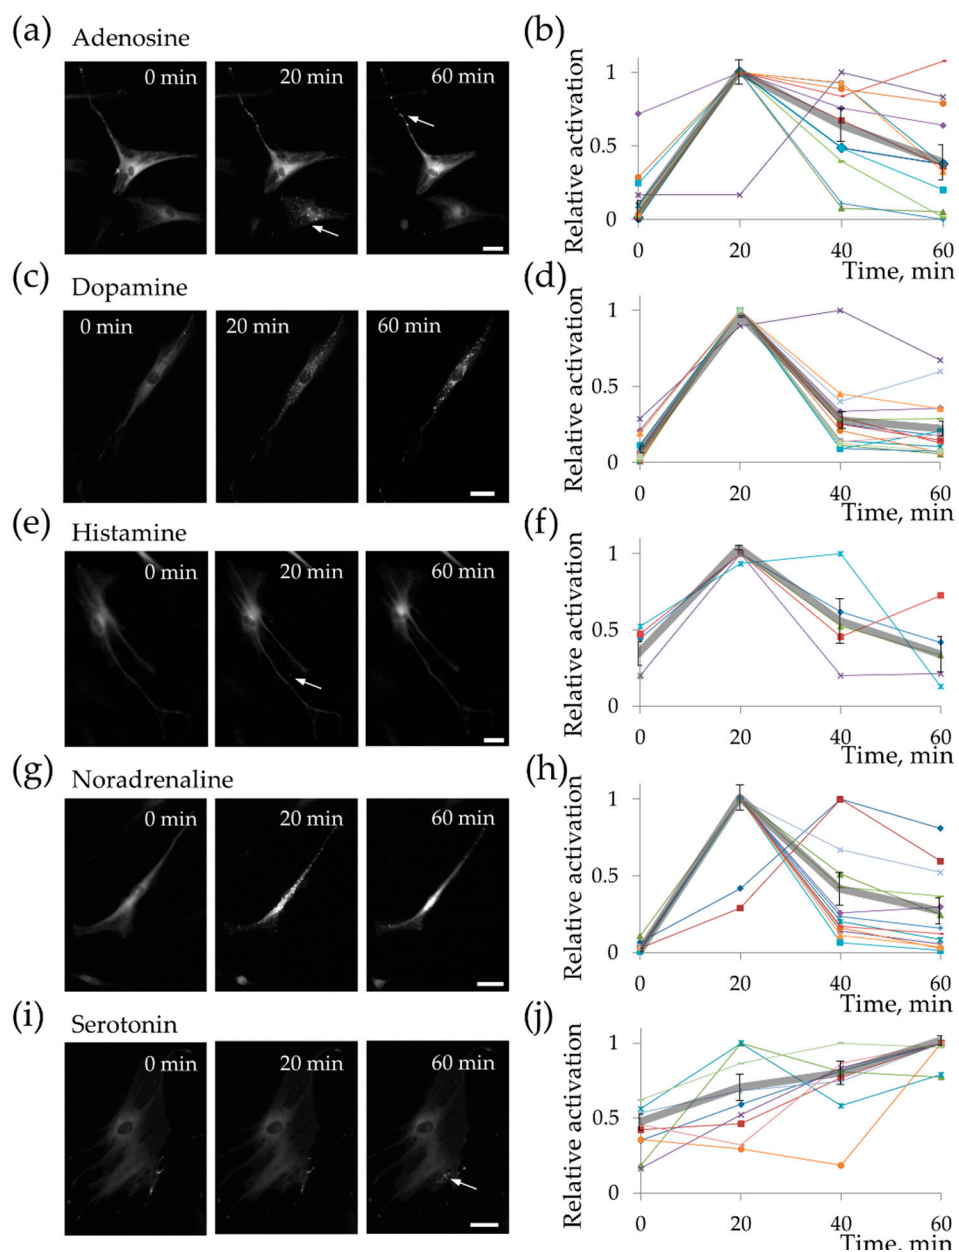 (a) Adenosine
0 min 20 min 60 min
(b)
Relative activation
1
0.5
0
0 20 40 60
Time, min
(c) Dopamine
0 min 20 min 60 min
(d)
Relative activation
1
0.5
0
0 20 40 60
Time, min
(e) Histamine
0 min 20 min 60 min
(f)
Relative activation
1
0.5
0
0 20 40 60
Time, min
(g) Noradrenaline
0 min 20 min 60 min
(h)
Relative activation
1
0.5
0
0 20 40 60
Time, min
(i) Serotonin
0 min 20 min 60 min
(j)
Relative activation
1
0.5
0
0 20 40 60
Time, min